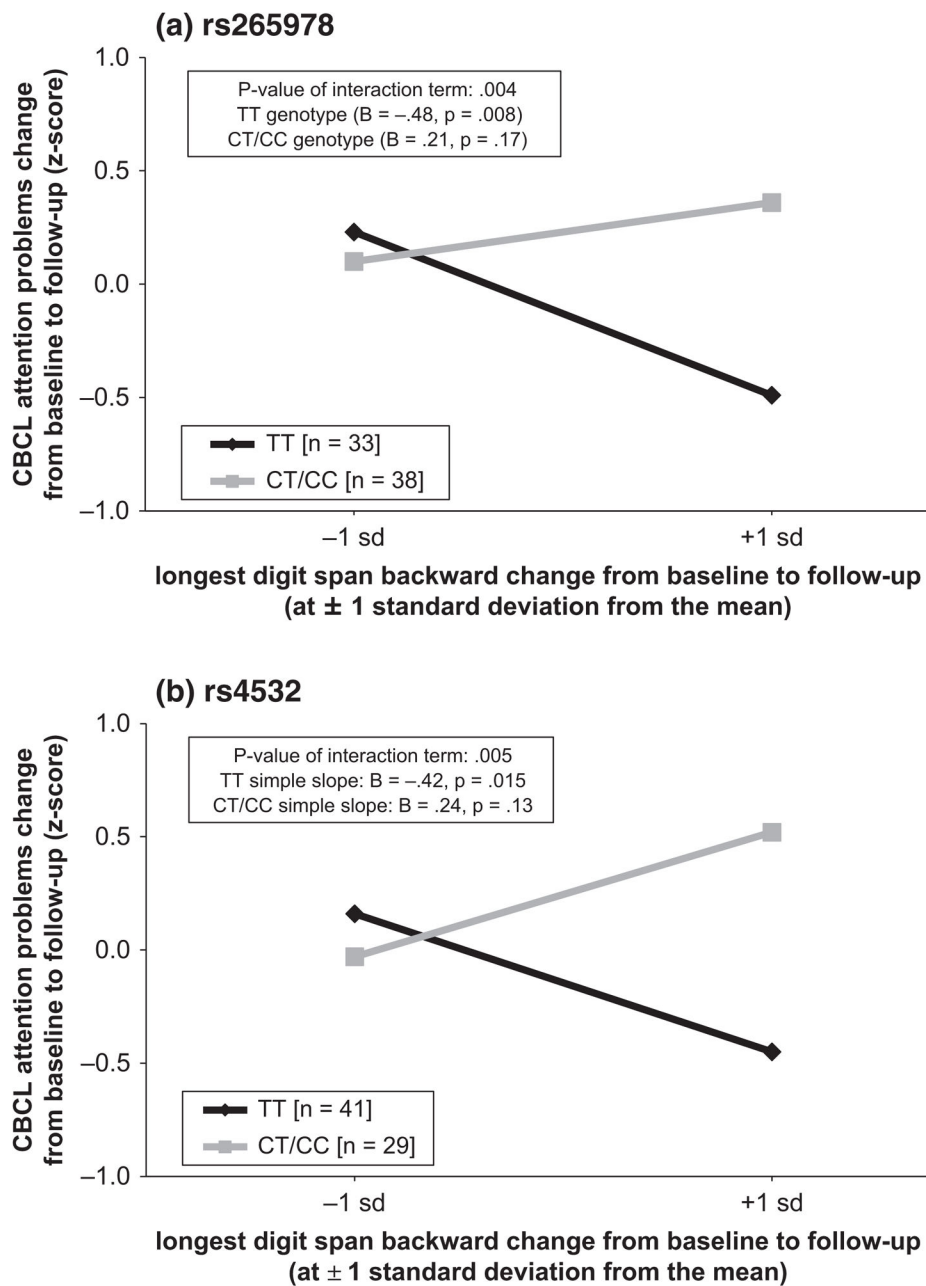 (a) rs265978
CBCL attention problems change
from baseline to follow-up (z-score)
1.0
0.5
0.0
–0.5
–1.0
P-value of interaction term: .004
TT genotype (B = –.48, p = .008)
CT/CC genotype (B = .21, p = .17)
TT [n = 33]
CT/CC [n = 38]
–1 sd
+1 sd
longest digit span backward change from baseline to follow-up
(at ± 1 standard deviation from the mean)
(b) rs4532
CBCL attention problems change
from baseline to follow-up (z-score)
1.0
0.5
0.0
–0.5
–1.0
P-value of interaction term: .005
TT simple slope: B = –.42, p = .015
CT/CC simple slope: B = .24, p = .13
TT [n = 41]
CT/CC [n = 29]
–1 sd
+1 sd
longest digit span backward change from baseline to follow-up
(at ± 1 standard deviation from the mean)